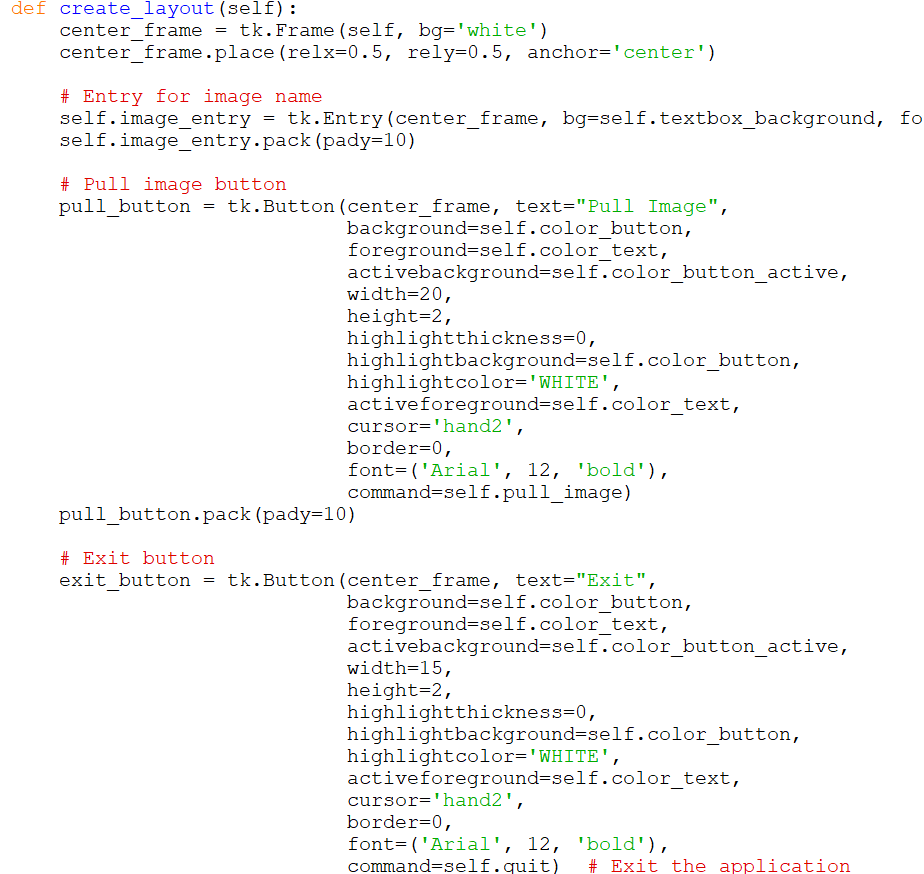 def create_layout(self):
    center_frame = tk.Frame(self, bg='white')
    center_frame.place(relx=0.5, rely=0.5, anchor='center')

    # Entry for image name
    self.image_entry = tk.Entry(center_frame, bg=self.textbox_background, fo
    self.image_entry.pack(pady=10)

    # Pull image button
    pull_button = tk.Button(center_frame, text="Pull Image",
                            background=self.color_button,
                            foreground=self.color_text,
                            activebackground=self.color_button_active,
                            width=20,
                            height=2,
                            highlightthickness=0,
                            highlightbackground=self.color_button,
                            highlightcolor='WHITE',
                            activeforeground=self.color_text,
                            cursor='hand2',
                            border=0,
                            font=('Arial', 12, 'bold'),
                            command=self.pull_image)
    pull_button.pack(pady=10)

    # Exit button
    exit_button = tk.Button(center_frame, text="Exit",
                            background=self.color_button,
                            foreground=self.color_text,
                            activebackground=self.color_button_active,
                            width=15,
                            height=2,
                            highlightthickness=0,
                            highlightbackground=self.color_button,
                            highlightcolor='WHITE',
                            activeforeground=self.color_text,
                            cursor='hand2',
                            border=0,
                            font=('Arial', 12, 'bold'),
                            command=self.quit)  # Exit the application